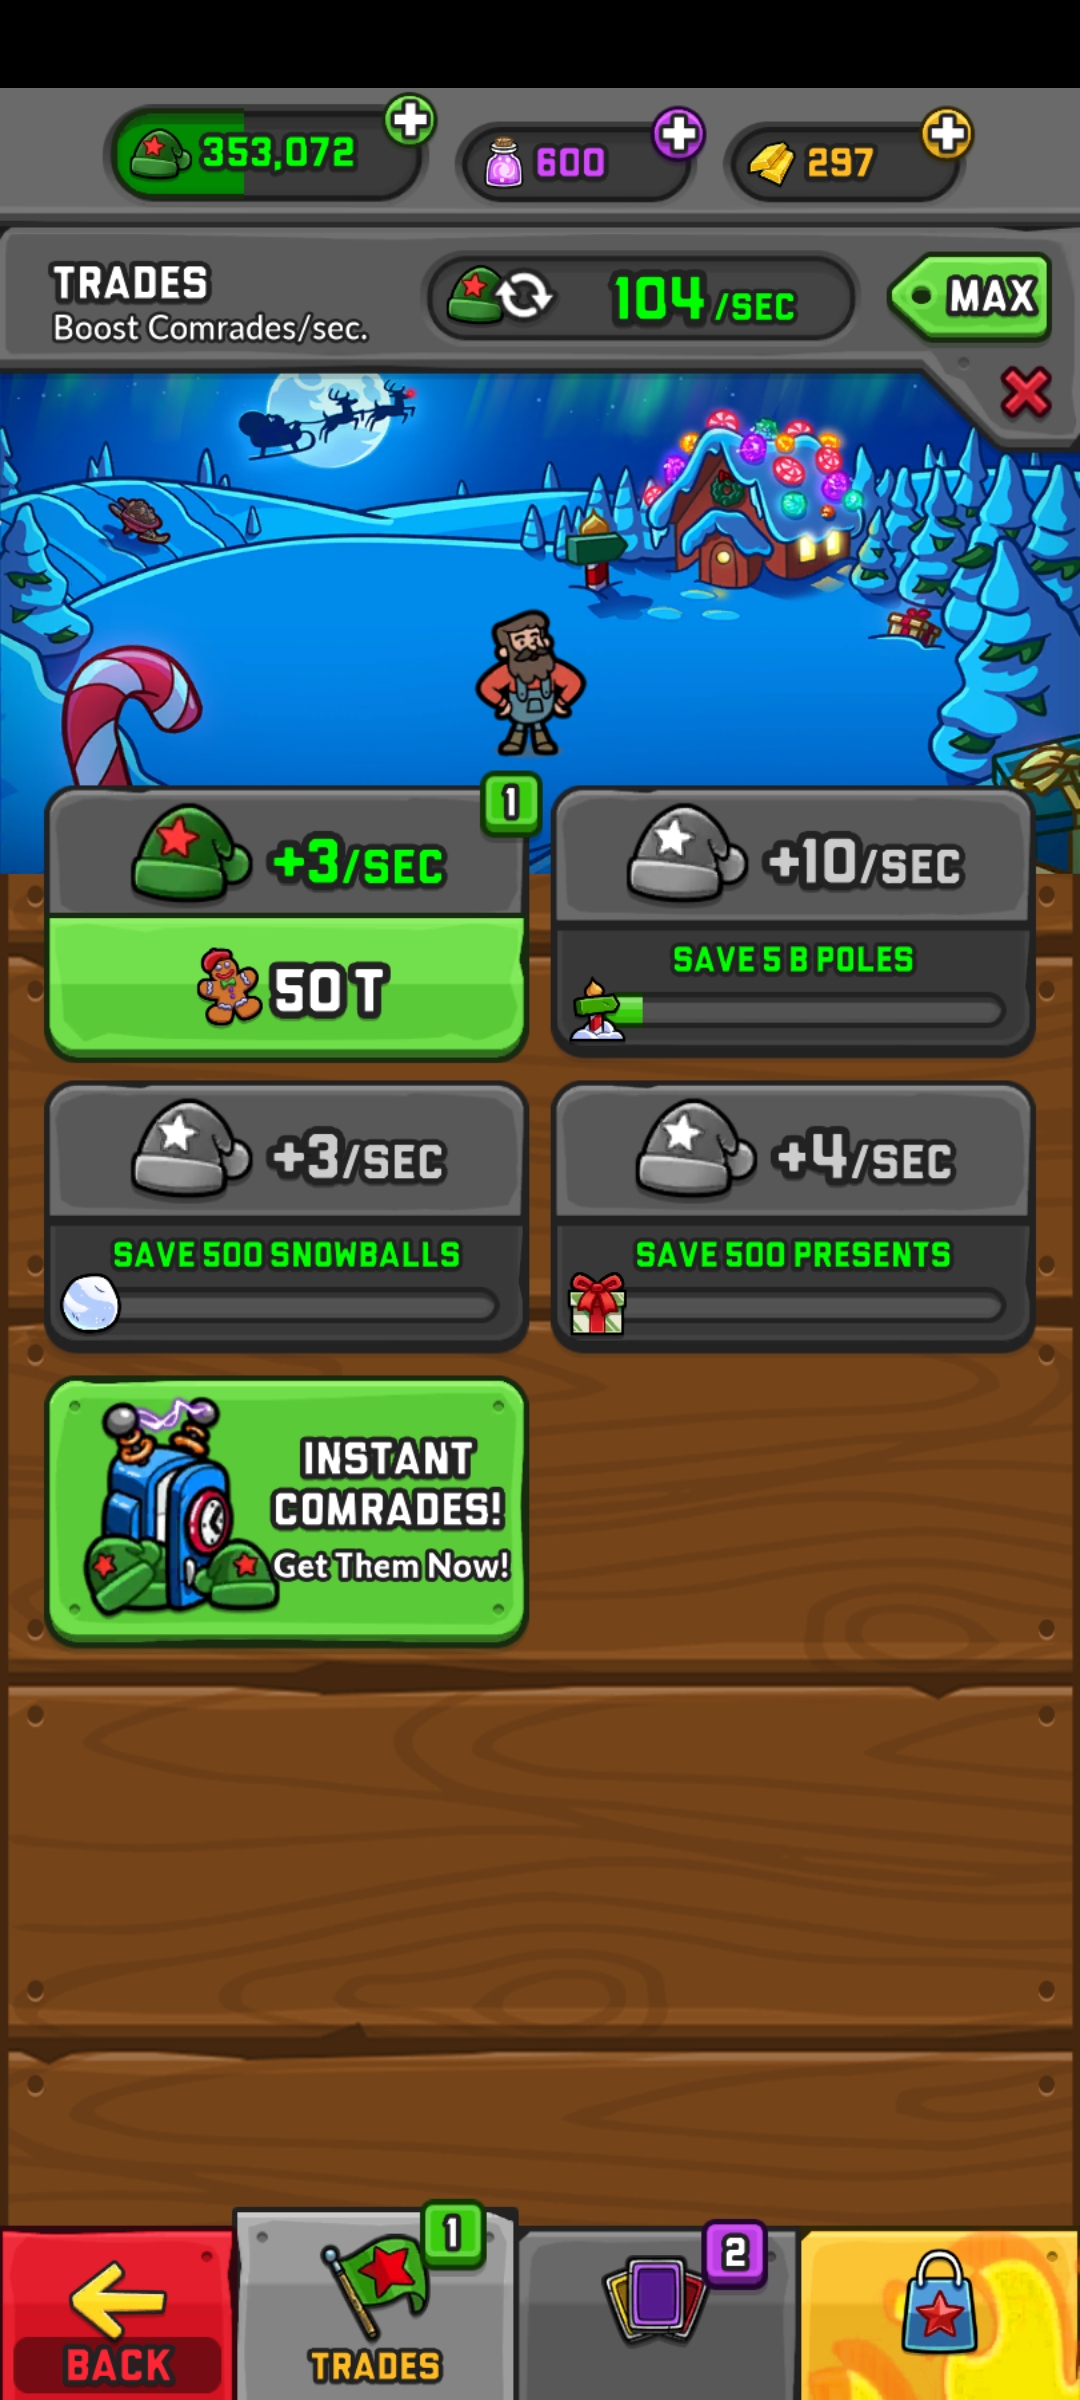 353,072
600
297
TRADES
Boost Comrades/sec.
104/SEC
MAX
1
+3/SEC
50 T
+10/SEC
SAVE 5 B POLES
+3/SEC
SAVE 500 SNOWBALLS
+4/SEC
SAVE 500 PRESENTS
INSTANT
COMRADES!
Get Them Now!
BACK
1
TRADES
2